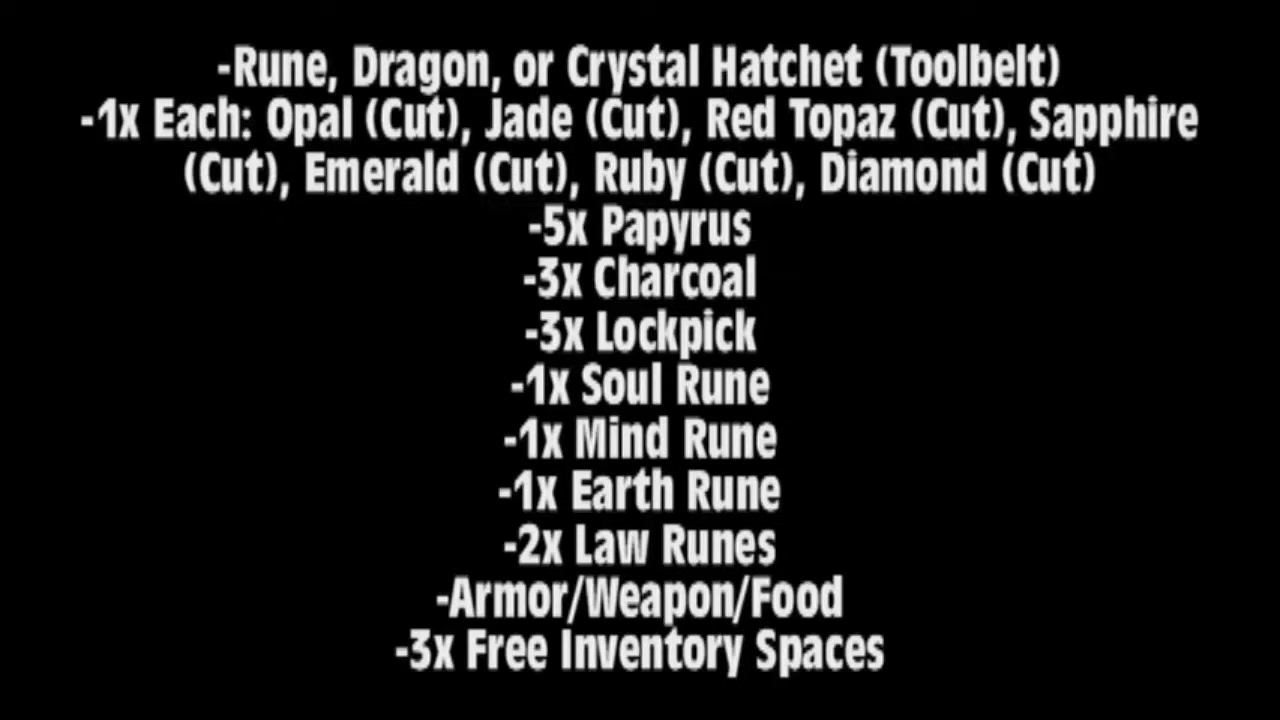 -Rune, Dragon, or Crystal Hatchet (Toolbelt)
-1x Each: Opal (Cut), Jade (Cut), Red Topaz (Cut), Sapphire
(Cut), Emerald (Cut), Ruby (Cut), Diamond (Cut)
-5x Papyrus
-3x Charcoal
-3x Lockpick
-1x Soul Rune
-1x Mind Rune
-1x Earth Rune
-2x Law Runes
-Armor/Weapon/Food
-3x Free Inventory Spaces